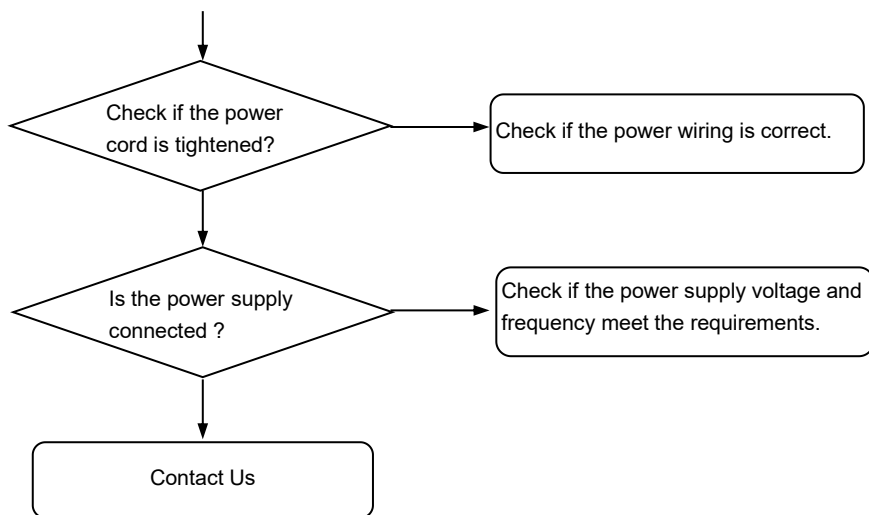 Check if the power
cord is tightened?
Check if the power wiring is correct.
Is the power supply
connected ?
Check if the power supply voltage and
frequency meet the requirements.
Contact Us